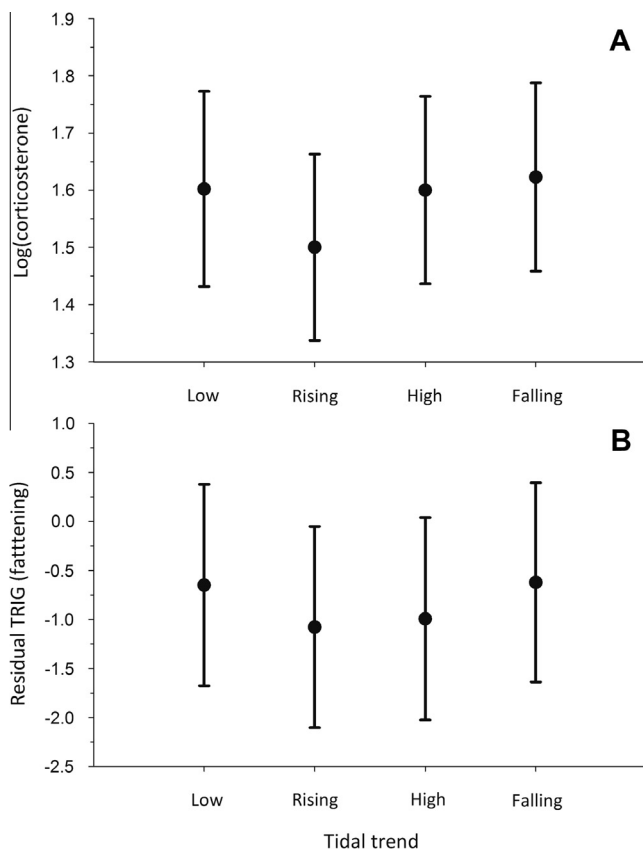 A
Log(corticosterone)
1.9
1.8
1.7
1.6
1.5
1.4
1.3
Low Rising High Falling
B
Residual TRIG (fatttening)
1.0
0.5
0.0
-0.5
-1.0
-1.5
-2.0
-2.5
Low Rising High Falling
Tidal trend